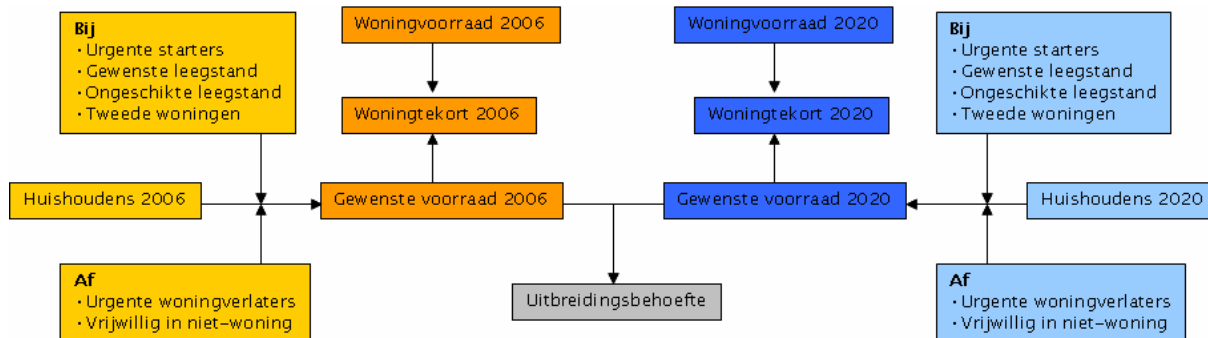 Bij
· Urgente starters
· Gewenste leegstand
· Ongeschikte leegstand
· Tweede woningen
Woningvoorraad 2006
Woningtekort 2006
Woningvoorraad 2020
Woningtekort 2020
Bij
· Urgente starters
· Gewenste leegstand
· Ongeschikte leegstand
· Tweede woningen
Huishoudens 2006
Gewenste voorraad 2006
Gewenste voorraad 2020
Huishoudens 2020
Af
· Urgente woningverlaters
· Vrijwillig in niet-woning
Uitbreidingsbehoefte
Af
· Urgente woningverlaters
· Vrijwillig in niet-woning